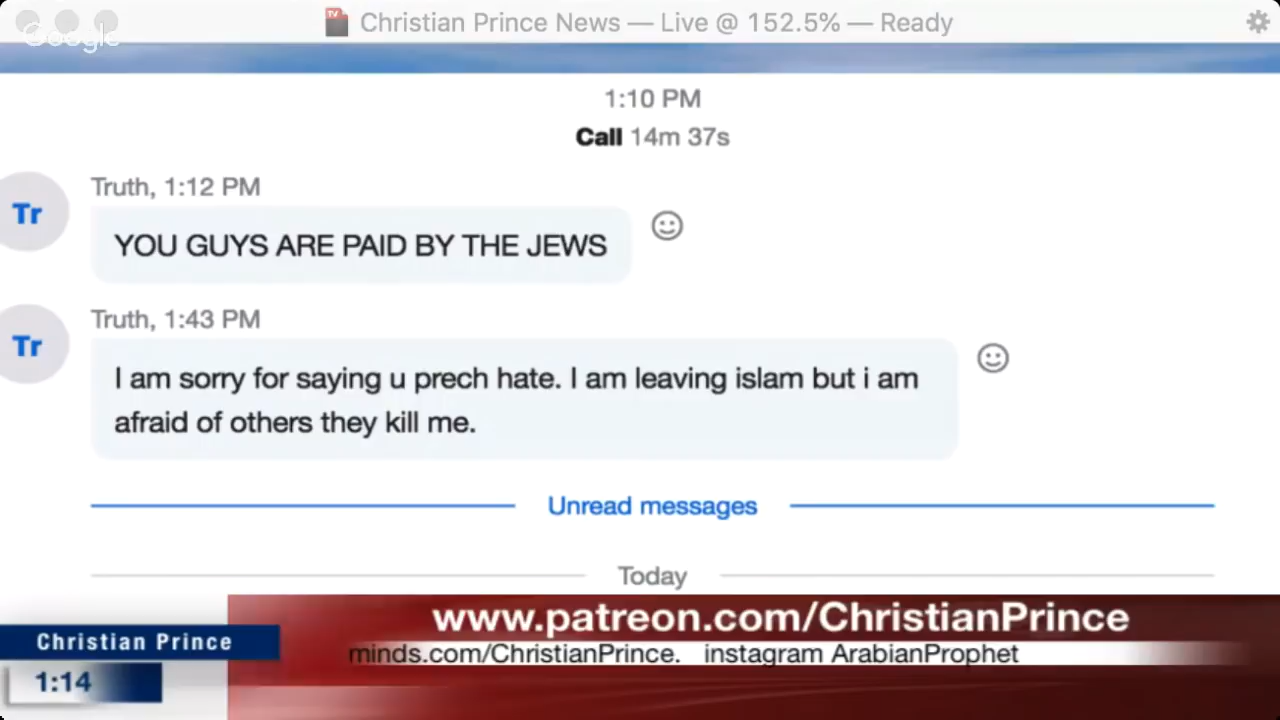 Google
TV
Christian Prince News — Live @ 152.5% — Ready
1:10 PM
Call 14m 37s
Truth, 1:12 PM
Tr
YOU GUYS ARE PAID BY THE JEWS
Truth, 1:43 PM
Tr
I am sorry for saying u prech hate. I am leaving islam but i am
afraid of others they kill me.
Unread messages
Today
www.patreon.com/ChristianPrince
Christian Prince
minds.com/ChristianPrince. instagram ArabianProphet
1:14